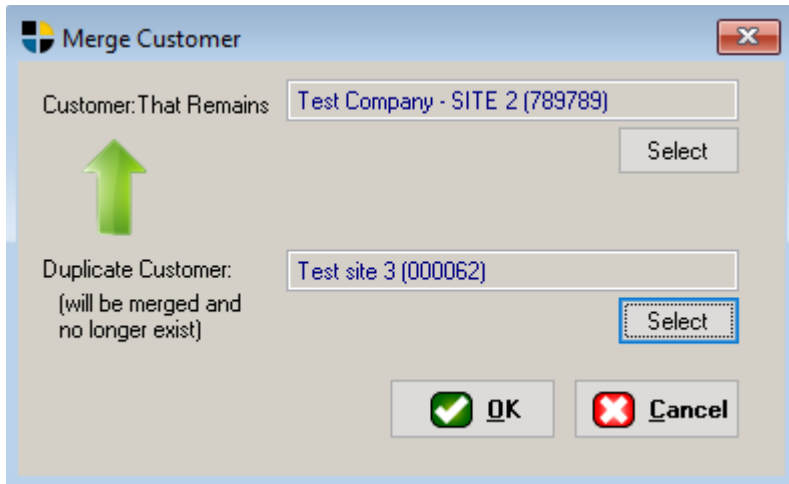 Merge Customer
Customer:That Remains
Test Company - SITE 2 (789789)
Select
Duplicate Customer:
Test site 3 (000062)
(will be merged and
no longer exist)
Select
OK
Cancel